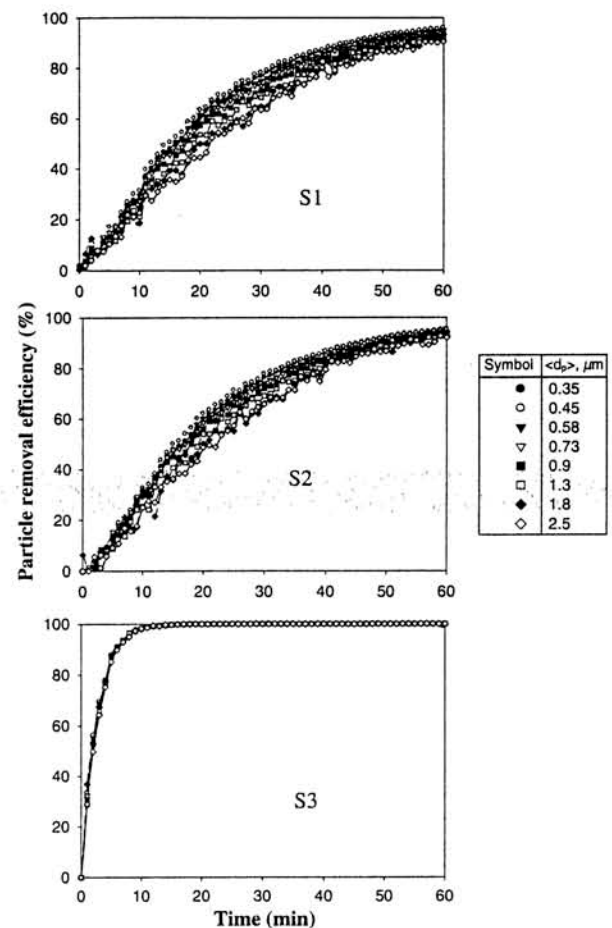 100
80
60
40
20
0
S1
0 10 20 30 40 50 60
Particle removal efficiency (%)
100
80
60
40
20
0
S2
0 10 20 30 40 50 60
Symbol <dₚ>, μm
● 0.35
○ 0.45
▼ 0.58
▽ 0.73
■ 0.9
□ 1.3
◆ 1.8
◇ 2.5
100
80
60
40
20
0
S3
0 10 20 30 40 50 60
Time (min)